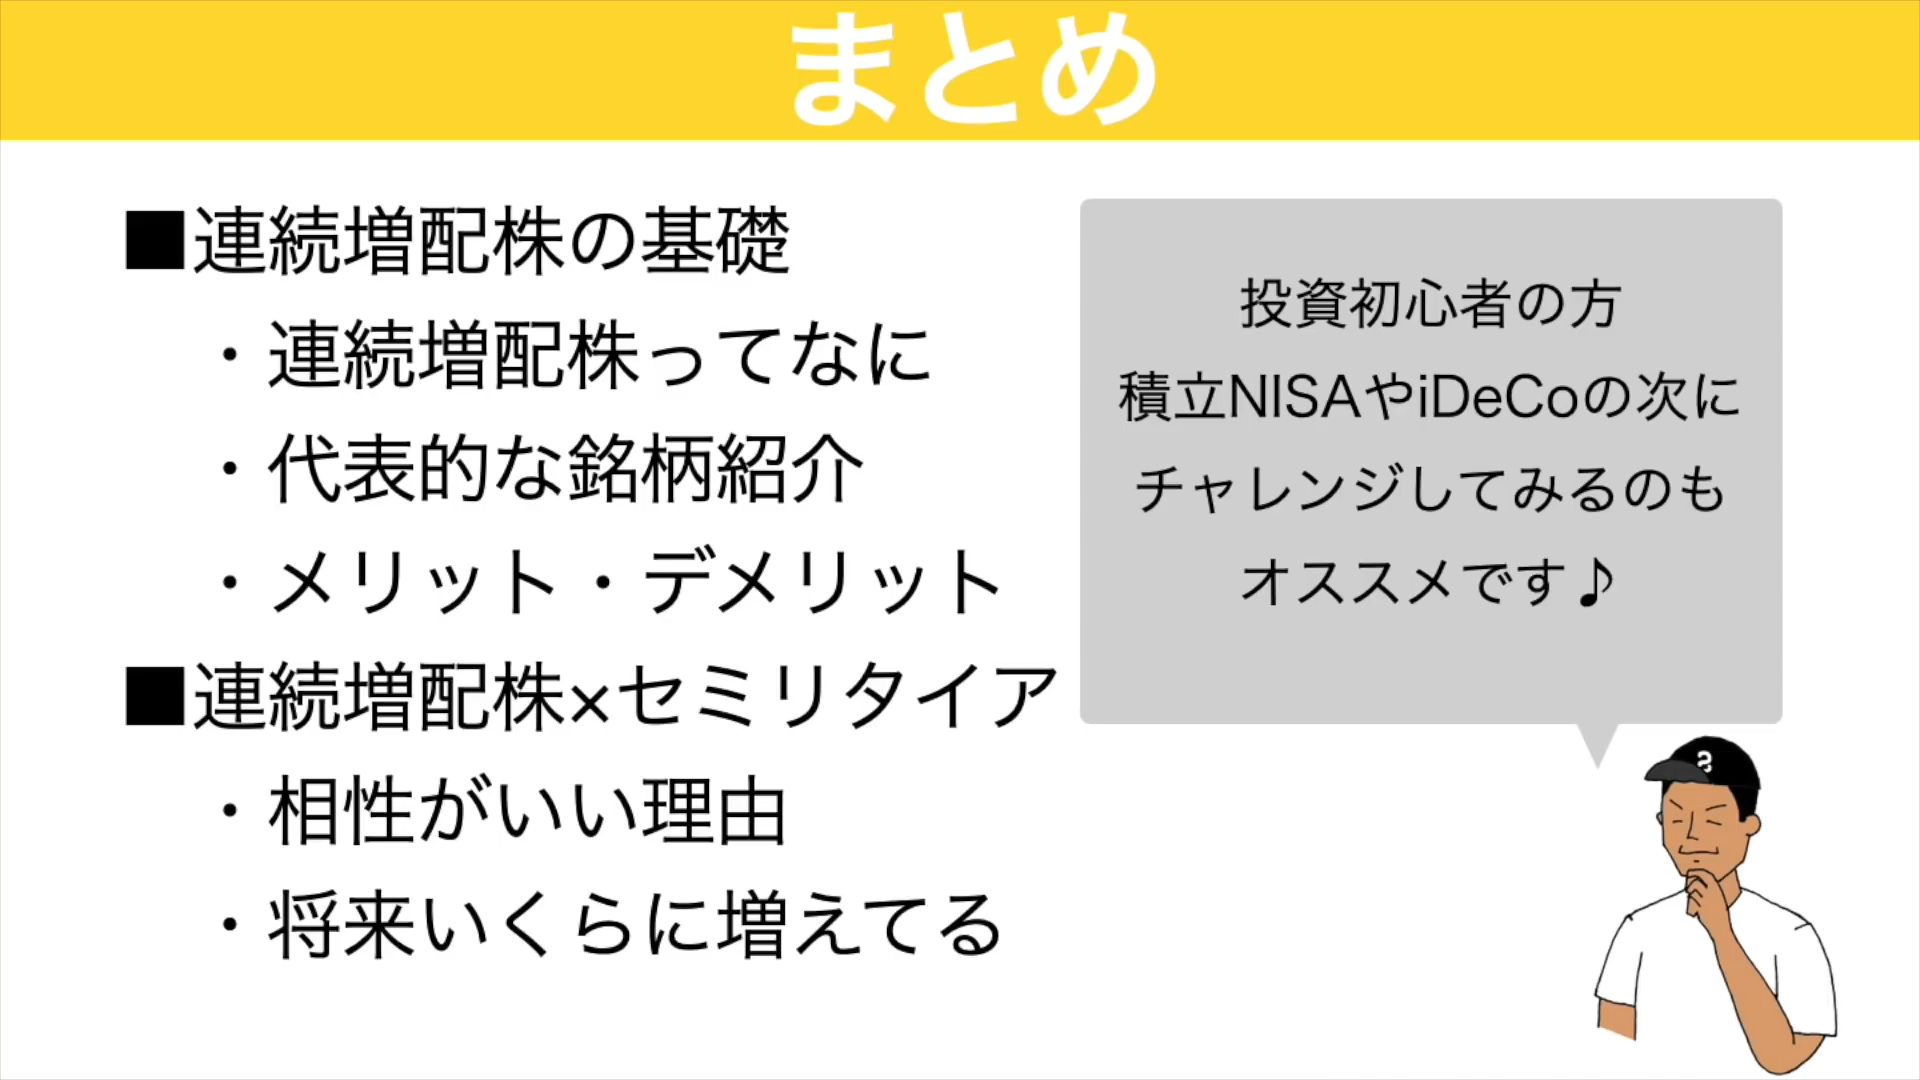 まとめ
■連続増配株の基礎
・連続増配株ってなに
・代表的な銘柄紹介
・メリット・デメリット
■連続増配株×セミリタイア
・相性がいい理由
・将来いくらに増えてる
投資初心者の方
積立NISAやiDeCoの次に
チャレンジしてみるのも
オススメです♪